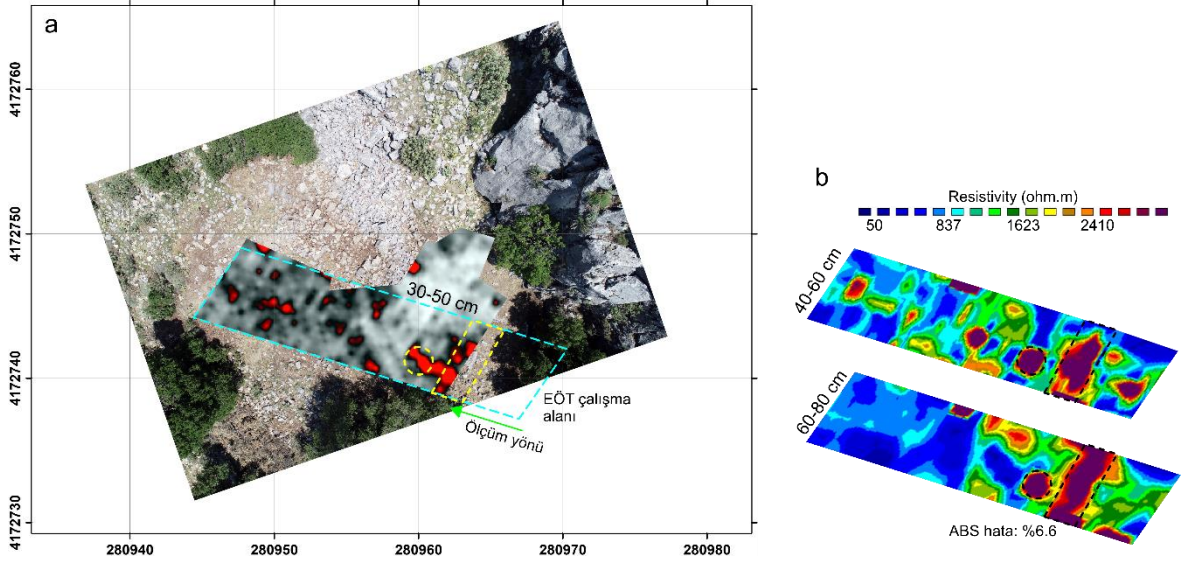 a
4172760
4172750
4172740
4172730
30-50 cm
EÖT çalışma
alanı
Ölçüm yönü
280940 280950 280960 280970 280980
b
Resistivity (ohm.m)
50 837 1623 2410
40-60 cm
60-80 cm
ABS hata: %6.6